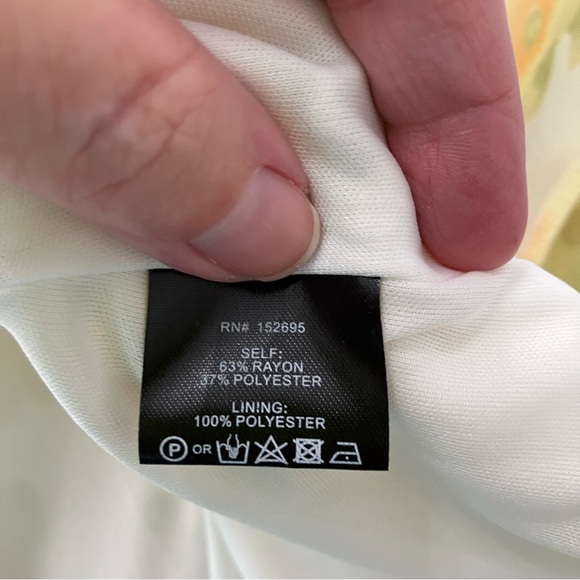 RN# 152695
SELF:
63% RAYON
37% POLYESTER
LINING:
100% POLYESTER
P OR